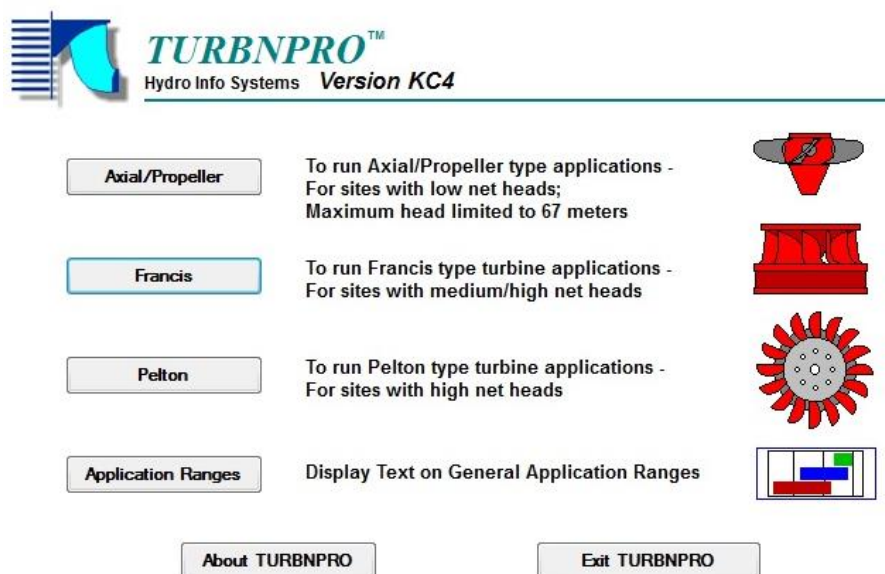 TURBNPRO™
Hydro Info Systems Version KC4
Axial/Propeller
To run Axial/Propeller type applications -
For sites with low net heads;
Maximum head limited to 67 meters
Francis
To run Francis type turbine applications -
For sites with medium/high net heads
Pelton
To run Pelton type turbine applications -
For sites with high net heads
Application Ranges
Display Text on General Application Ranges
About TURBNPRO
Exit TURBNPRO